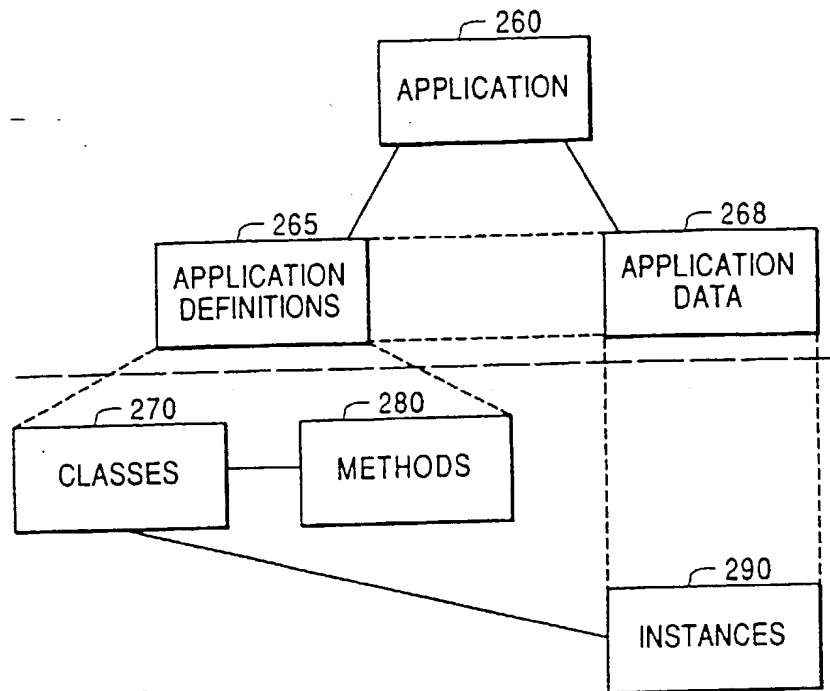 260
APPLICATION
265
APPLICATION
DEFINITIONS
268
APPLICATION
DATA
270
CLASSES
280
METHODS
290
INSTANCES